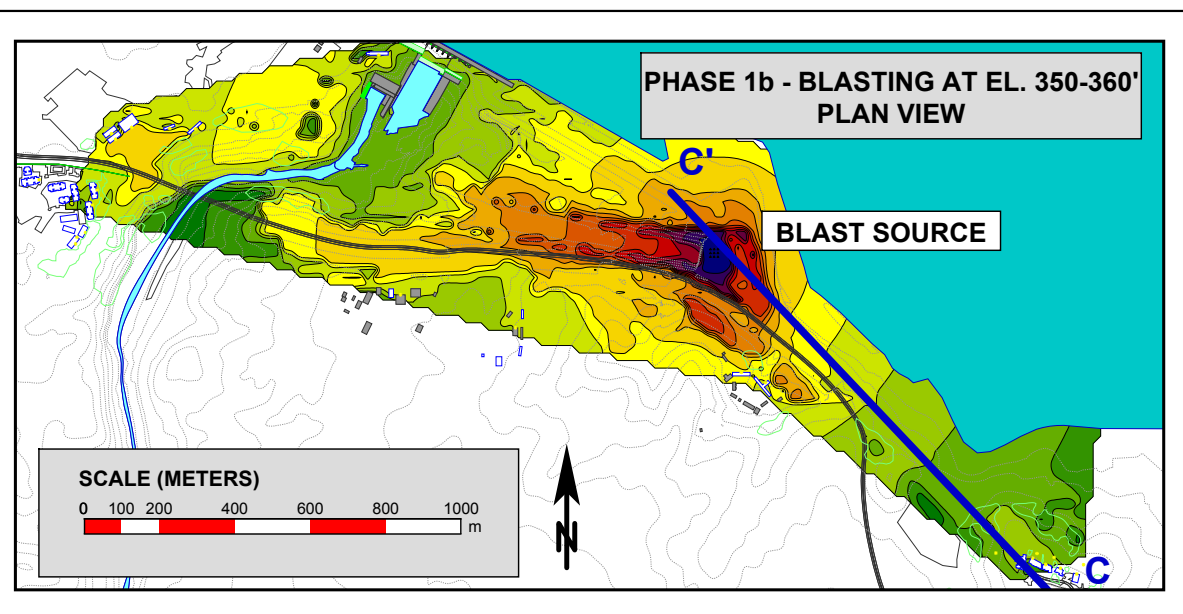 PHASE 1b - BLASTING AT EL. 350-360'
PLAN VIEW
C'
BLAST SOURCE
SCALE (METERS)
0 100 200 400 600 800 1000
m
N
C